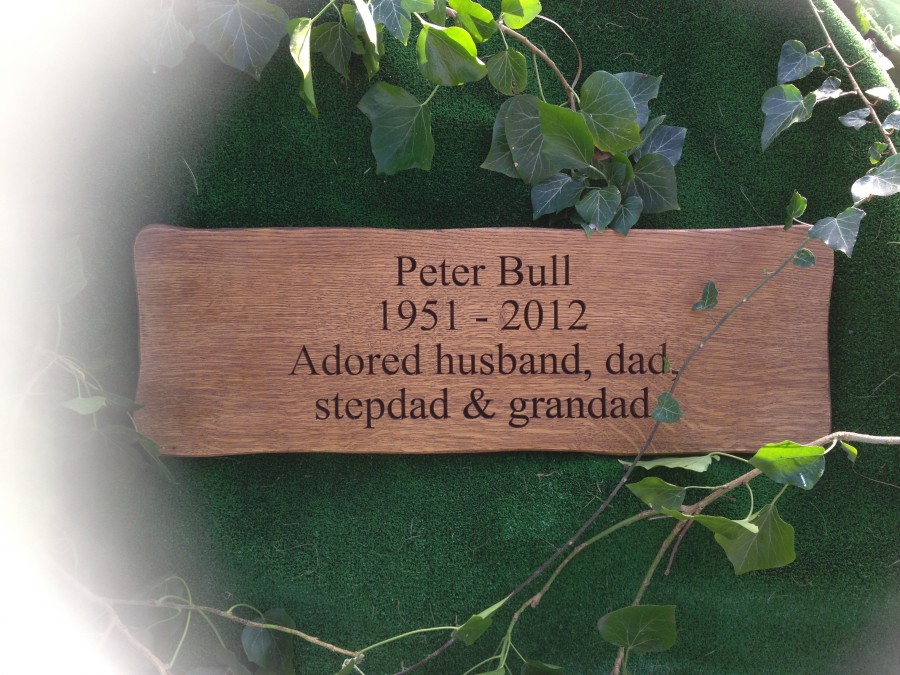 Peter Bull
1951 - 2012
Adored husband, dad,
stepdad & grandad